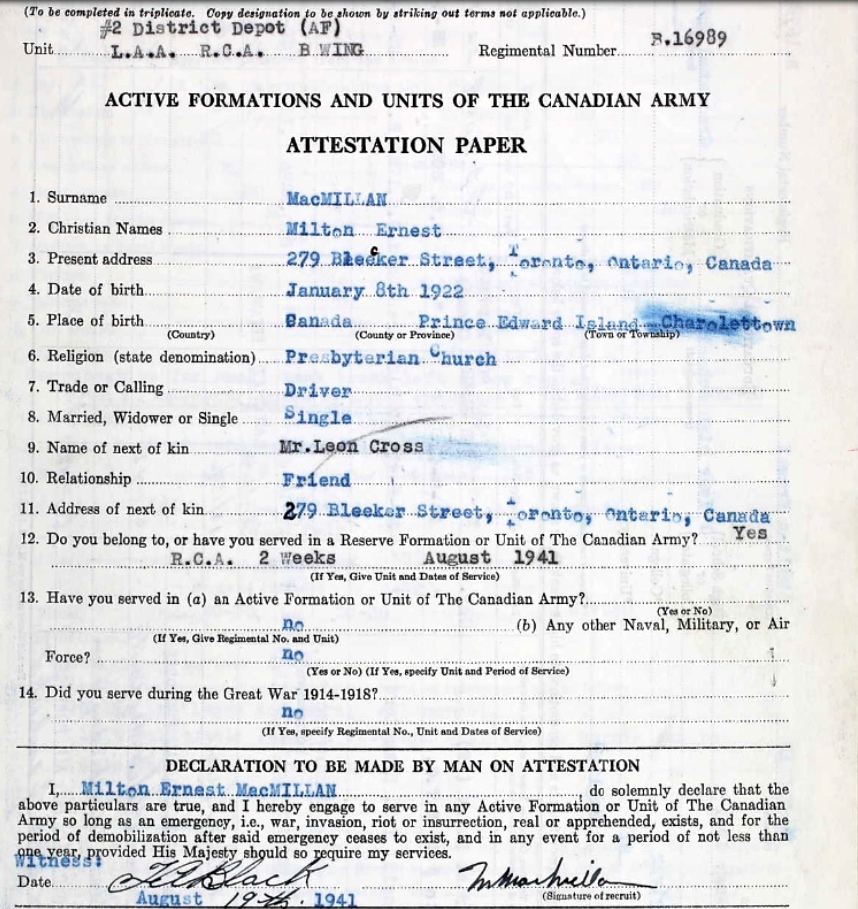 (To be completed in triplicate. Copy designation to be shown by striking out terms not applicable.)
#2 District Depot (AF)
Unit L.A.A. R.C.A. B WING Regimental Number B.16989
ACTIVE FORMATIONS AND UNITS OF THE CANADIAN ARMY
ATTESTATION PAPER
1. Surname MacMILLAN
2. Christian Names Milton Ernest
3. Present address 279 Bleecker Street, Toronto, Ontario, Canada
4. Date of birth January 8th 1922
5. Place of birth Canada Prince Edward Island Charolettown
(Country) (County or Province) (Town or Township)
6. Religion (state denomination) Presbyterian Church
7. Trade or Calling Driver
8. Married, Widower or Single Single
9. Name of next of kin Mr. Leon Cross
10. Relationship Friend
11. Address of next of kin 279 Bleeker Street, Toronto, Ontario, Canada
12. Do you belong to, or have you served in a Reserve Formation or Unit of The Canadian Army? Yes
R.C.A. 2 Weeks August 1941
(If Yes, Give Unit and Dates of Service)
13. Have you served in (a) an Active Formation or Unit of The Canadian Army?
(Yes or No)
no (b) Any other Naval, Military, or Air
(If Yes, Give Regimental No. and Unit)
Force? no
(Yes or No) (If Yes, specify Unit and Period of Service)
14. Did you serve during the Great War 1914-1918?
no
(If Yes, specify Regimental No., Unit and Dates of Service)
DECLARATION TO BE MADE BY MAN ON ATTESTATION
I, Milton Ernest MacMILLAN, do solemnly declare that the
above particulars are true, and I hereby engage to serve in any Active Formation or Unit of The Canadian
Army so long as an emergency, i.e., war, invasion, riot or insurrection, real or apprehended, exists, and for the
period of demobilization after said emergency ceases to exist, and in any event for a period of not less than
one year, provided His Majesty should so require my services.
Witness:
Date Black M MacMillan
August 19th. 1941 (Signature of recruit)